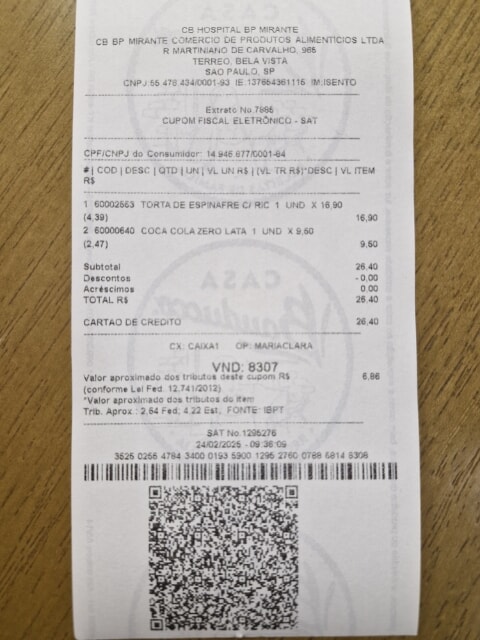 CB HOSPITAL BP MIRANTE
CB BP MIRANTE COMERCIO DE PRODUTOS ALIMENTICIOS LTDA
R MARTINIANO DE CARVALHO, 965
TERREO, BELA VISTA
SAO PAULO, SP
CNPJ:55.476.434/0001-93 IE:137654361116 IM:ISENTO
Extrato No.7885
CUPOM FISCAL ELETRÔNICO - SAT
CPF/CNPJ do Consumidor: 14.946.677/0001-64
# | COD | DESC | QTD | UN | VL UN R$ | (VL TR R$)*DESC | VL ITEM
R$
1 60002563 TORTA DE ESPINAFRE C/ RIC 1 UND X 16,90
(4,39) 16,90
2 60000640 COCA COLA ZERO LATA 1 UND X 9,50
(2,47) 9,50
Subtotal 26,40
Descontos -0,00
Acréscimos 0,00
TOTAL R$ 26,40
CARTAO DE CREDITO 26,40
CX: CAIXA1 OP: MARIACLARA
VND: 8307
Valor aproximado dos tributos deste cupom R$ 6,86
(conforme Lei Fed. 12.741/2012)
*Valor aproximado dos tributos do item
Trib. Aprox.: 2,64 Fed; 4,22 Est, FONTE: IBPT
SAT No 1295276
24/02/2025 - 09:36:09
3525 0255 4764 3400 0193 5900 1295 2760 0788 5814 6308
CASA
Bauducco